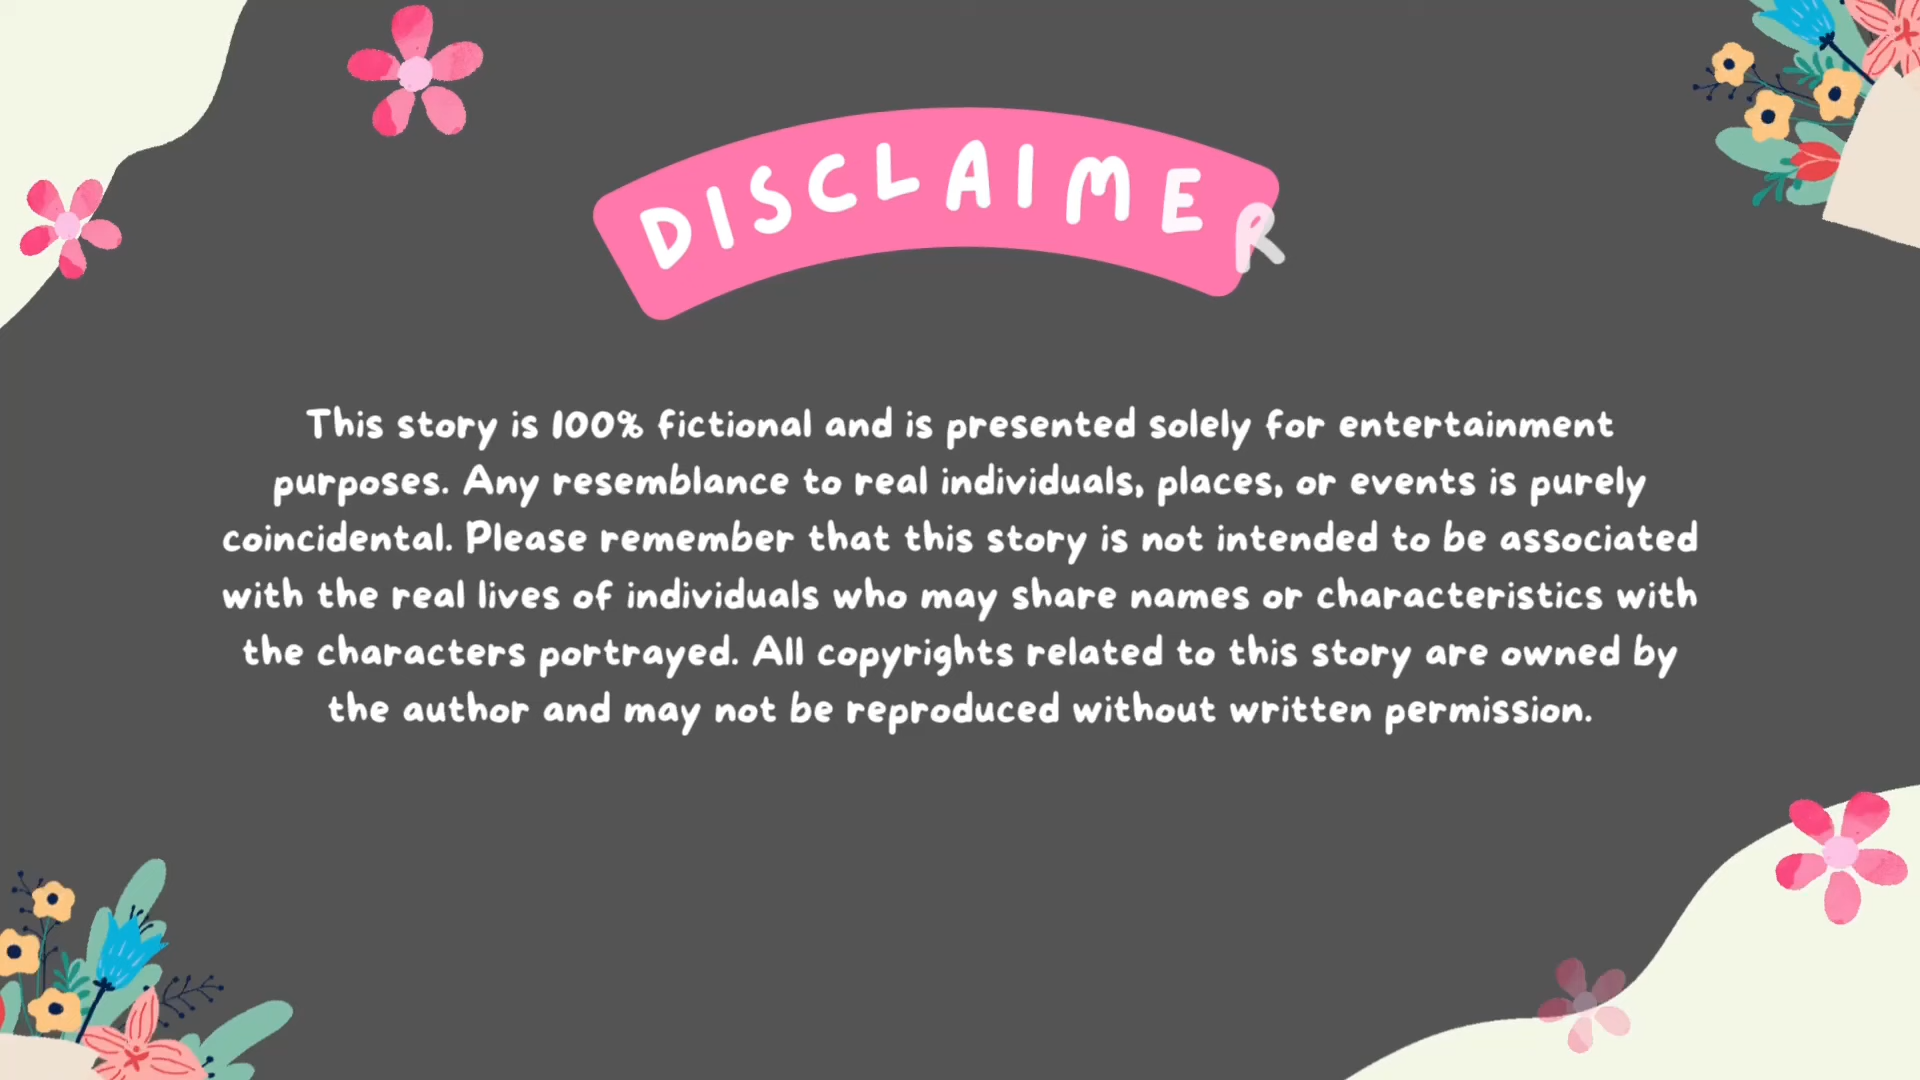 DISCLAIMER
This story is 100% fictional and is presented solely for entertainment
purposes. Any resemblance to real individuals, places, or events is purely
coincidental. Please remember that this story is not intended to be associated
with the real lives of individuals who may share names or characteristics with
the characters portrayed. All copyrights related to this story are owned by
the author and may not be reproduced without written permission.